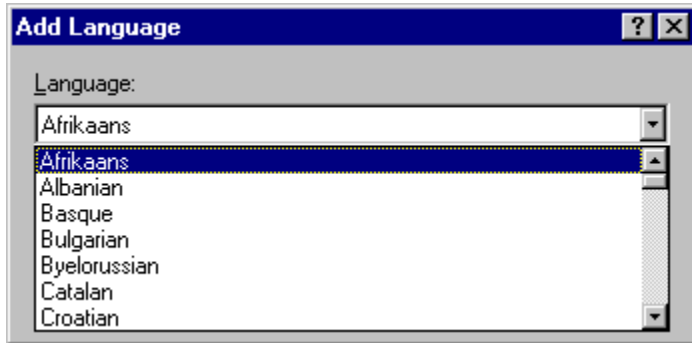 Add Language
Language:
Afrikaans
Afrikaans
Albanian
Basque
Bulgarian
Byelorussian
Catalan
Croatian